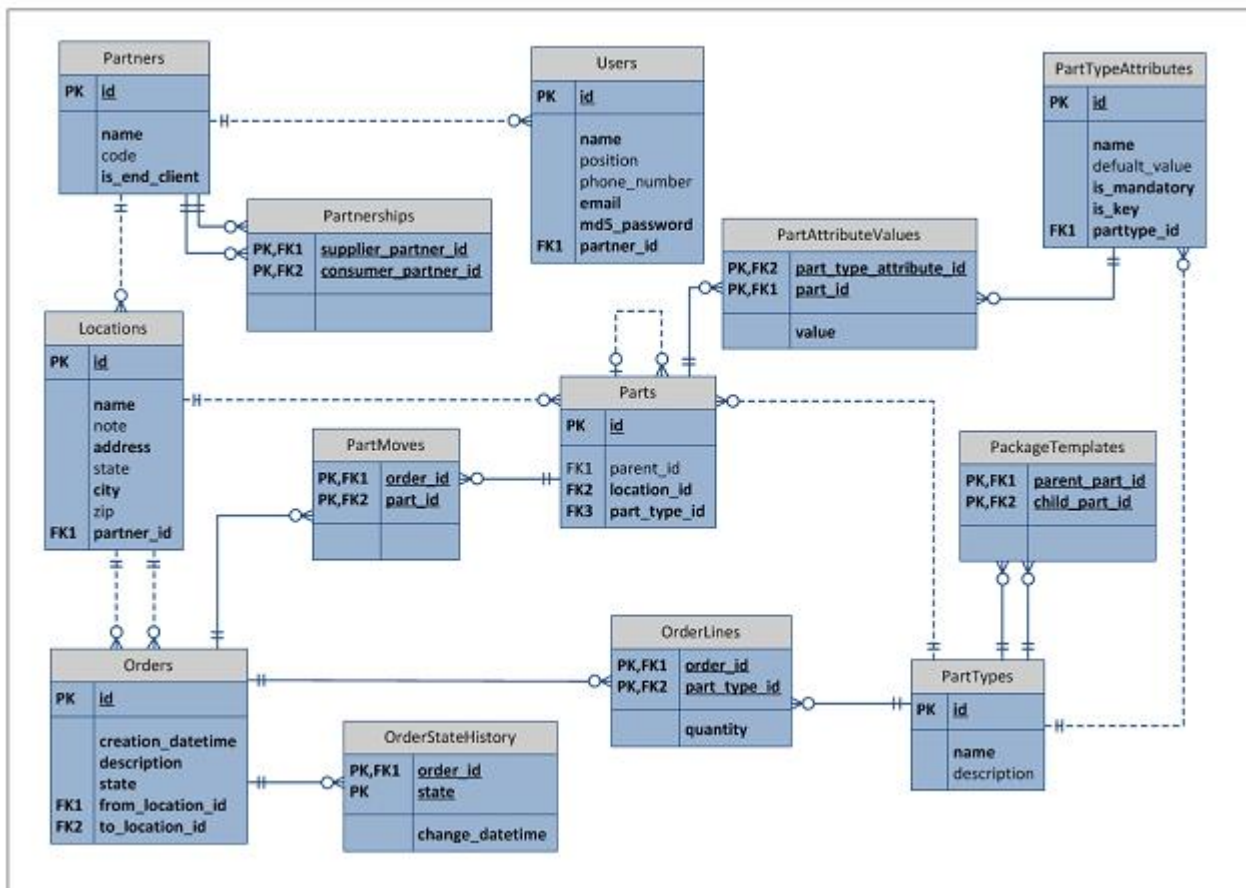 Partners
PK id
name
code
is_end_client
Users
PK id
name
position
phone_number
email
md5_password
FK1 partner_id
PartTypeAttributes
PK id
name
defualt_value
is_mandatory
is_key
FK1 parttype_id
Partnerships
PK,FK1 supplier_partner_id
PK,FK2 consumer_partner_id
PartAttributeValues
PK,FK2 part_type_attribute_id
PK,FK1 part_id
value
Locations
PK id
name
note
address
state
city
zip
FK1 partner_id
Parts
PK id
FK1 parent_id
FK2 location_id
FK3 part_type_id
PartMoves
PK,FK1 order_id
PK,FK2 part_id
PackageTemplates
PK,FK1 parent_part_id
PK,FK2 child_part_id
Orders
PK id
creation_datetime
description
state
FK1 from_location_id
FK2 to_location_id
OrderLines
PK,FK1 order_id
PK,FK2 part_type_id
quantity
PartTypes
PK id
name
description
OrderStateHistory
PK,FK1 order_id
PK state
change_datetime